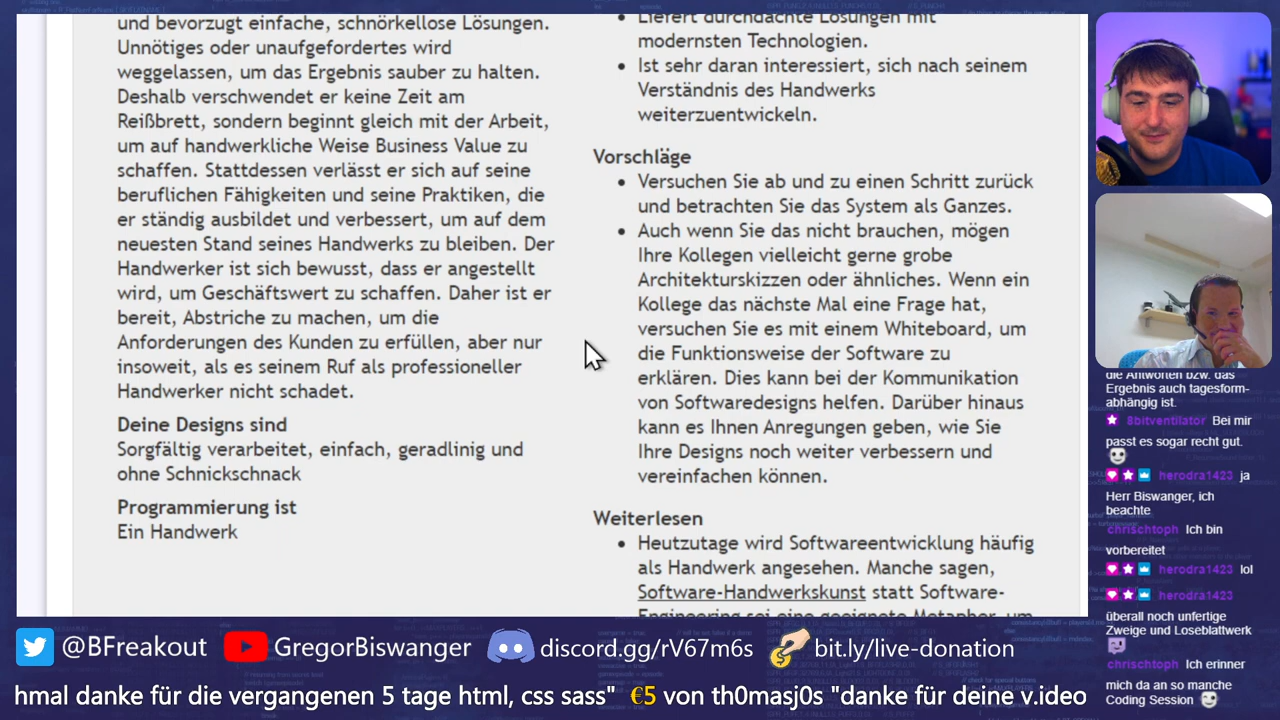 und bevorzugt einfache, schnörkellose Lösungen.
Unnötiges oder unaufgefordertes wird
weggelassen, um das Ergebnis sauber zu halten.
Deshalb verschwendet er keine Zeit am
Reißbrett, sondern beginnt gleich mit der Arbeit,
um auf handwerkliche Weise Business Value zu
schaffen. Stattdessen verlässt er sich auf seine
beruflichen Fähigkeiten und seine Praktiken, die
er ständig ausbildet und verbessert, um auf dem
neuesten Stand seines Handwerks zu bleiben. Der
Handwerker ist sich bewusst, dass er angestellt
wird, um Geschäftswert zu schaffen. Daher ist er
bereit, Abstriche zu machen, um die
Anforderungen des Kunden zu erfüllen, aber nur
insoweit, als es seinem Ruf als professioneller
Handwerker nicht schadet.
Deine Designs sind
Sorgfältig verarbeitet, einfach, geradlinig und
ohne Schnickschnack
Programmierung ist
Ein Handwerk
Liefert durchdachte Lösungen mit
modernsten Technologien.
Ist sehr daran interessiert, sich nach seinem
Verständnis des Handwerks
weiterzuentwickeln.
Vorschläge
Versuchen Sie ab und zu einen Schritt zurück
und betrachten Sie das System als Ganzes.
Auch wenn Sie das nicht brauchen, mögen
Ihre Kollegen vielleicht gerne grobe
Architekturskizzen oder ähnliches. Wenn ein
Kollege das nächste Mal eine Frage hat,
versuchen Sie es mit einem Whiteboard, um
die Funktionsweise der Software zu
erklären. Dies kann bei der Kommunikation
von Softwaredesigns helfen. Darüber hinaus
kann es Ihnen Anregungen geben, wie Sie
Ihre Designs noch weiter verbessern und
vereinfachen können.
Weiterlesen
Heutzutage wird Softwareentwicklung häufig
als Handwerk angesehen. Manche sagen,
Software-Handwerkskunst statt Software-
Engineering sei eine geeignete Metapher, um
die Antworten bzw. das
Ergebnis auch tagesform-
abhängig ist.
8bitventilator Bei mir
passt es sogar recht gut.
herodra1423 ja
Herr Biswanger, ich
beachte
chrischtoph Ich bin
vorbereitet
herodra1423 lol
herodra1423
überall noch unfertige
Zweige und Loseblattwerk
chrischtoph Ich erinner
mich da an so manche
Coding Session
@BFreakout GregorBiswanger discord.gg/rV67m6s bit.ly/live-donation
hmal danke für die vergangenen 5 tage html, css sass" €5 von th0masj0s "danke für deine v.ideo